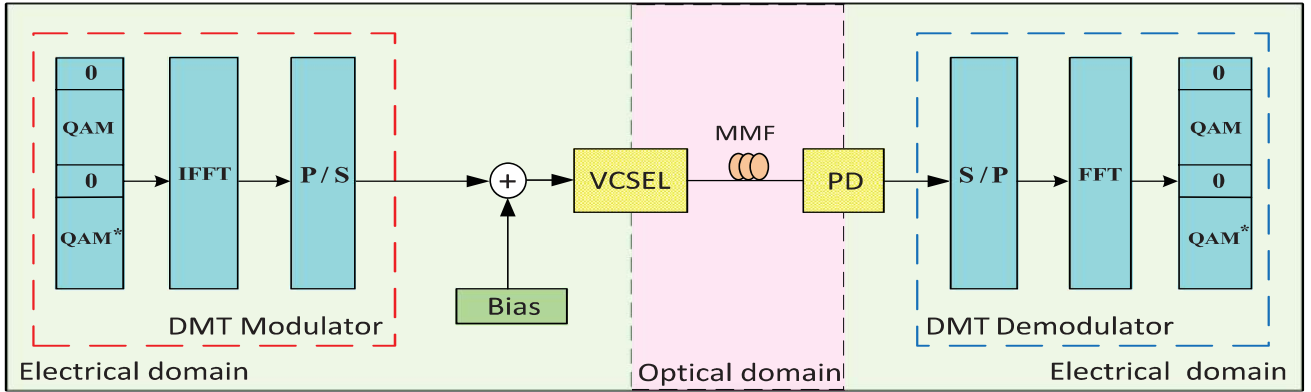 0
QAM
0
QAM*
IFFT
P / S
DMT Modulator
Electrical domain
+
Bias
VCSEL
MMF
PD
Optical domain
S / P
FFT
0
QAM
0
QAM*
DMT Demodulator
Electrical domain